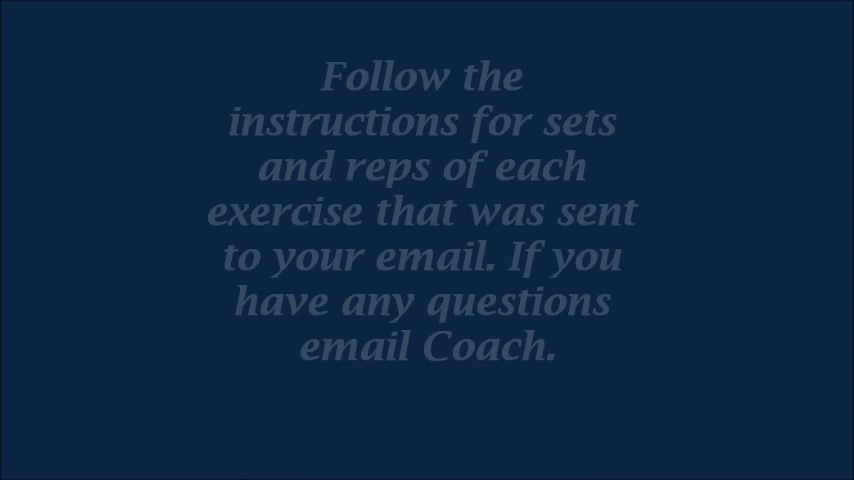 Follow the
instructions for sets
and reps of each
exercise that was sent
to your email. If you
have any questions
email Coach.